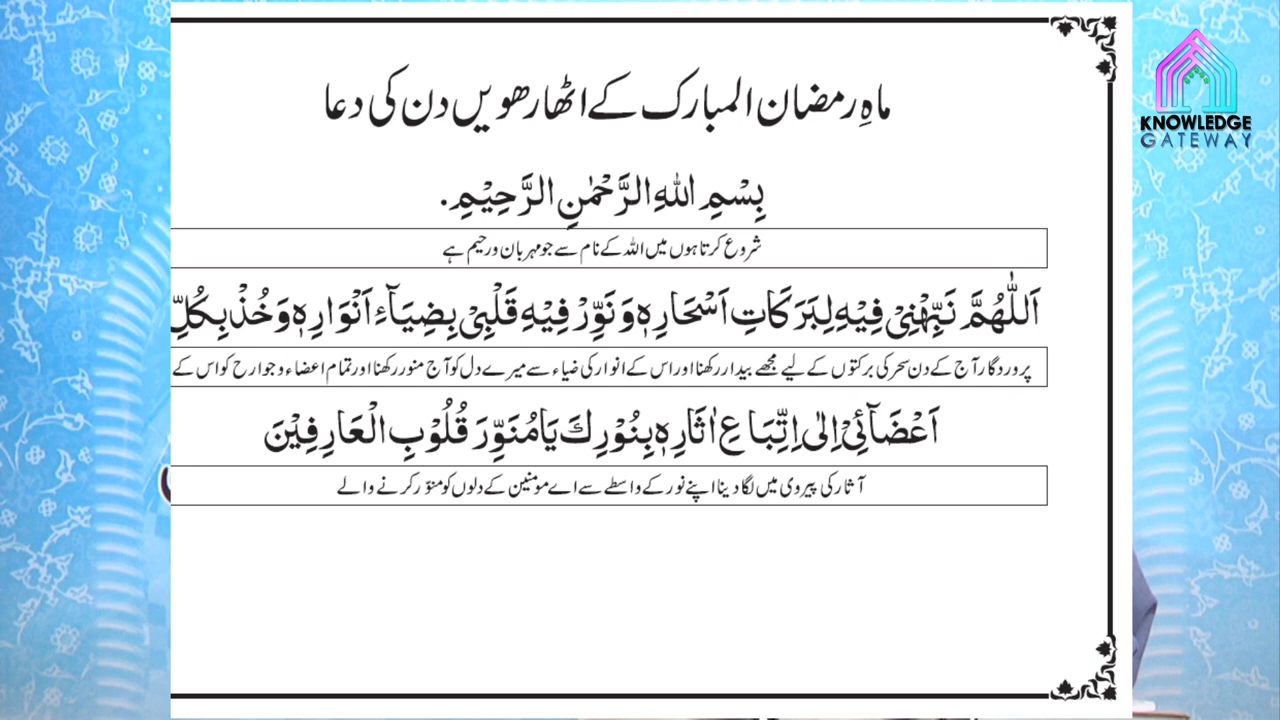 ماہِ رمضان المبارک کے اٹھارھویں دن کی دعا
KNOWLEDGE
GATEWAY
بِسْمِ اللّٰهِ الرَّحْمٰنِ الرَّحِیْمِ.
شروع کرتا ہوں میں اللہ کے نام سے جو مہربان و رحیم ہے
اَللّٰهُمَّ نَبِّهْنِیْ فِیْهِ لِبَرَكَاتِ اَسْحَارِهٖ وَ نَوِّرْ فِیْهِ قَلْبِیْ بِضِیَآءِ اَنْوَارِهٖ وَ خُذْ بِكُلِّ
پروردگار آج کے دن سحر کی برکتوں کے لیے مجھے بیدار رکھنا اور اس کے انوار کی ضیاء سے میرے دل کو آج منور رکھنا اور تمام اعضاء و جوارح کو اس کے
اَعْضَآئِیْ اِلٰی اِتِّبَاعِ اٰثَارِهٖ بِنُوْرِكَ یَا مُنَوِّرَ قُلُوْبِ الْعَارِفِیْنَ
آثار کی پیروی میں لگا دینا اپنے نور کے واسطے سے اے مومنین کے دلوں کو منوّر کرنے والے